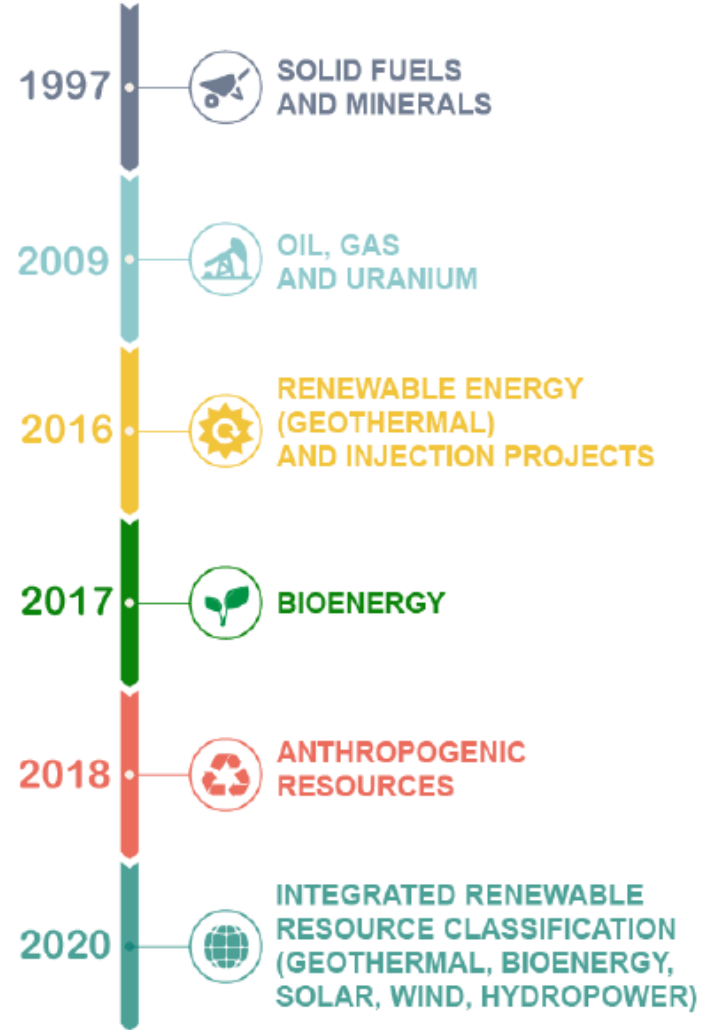 1997
SOLID FUELS
AND MINERALS
2009
OIL, GAS
AND URANIUM
2016
RENEWABLE ENERGY
(GEOTHERMAL)
AND INJECTION PROJECTS
2017
BIOENERGY
2018
ANTHROPOGENIC
RESOURCES
2020
INTEGRATED RENEWABLE
RESOURCE CLASSIFICATION
(GEOTHERMAL, BIOENERGY,
SOLAR, WIND, HYDROPOWER)